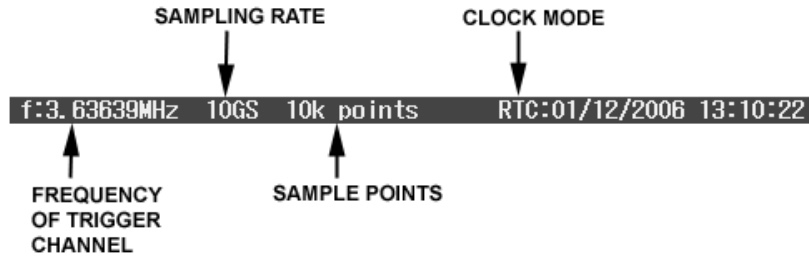 SAMPLING RATE
CLOCK MODE
f:3.63639MHz 10GS 10k points RTC:01/12/2006 13:10:22
FREQUENCY
OF TRIGGER
CHANNEL
SAMPLE POINTS